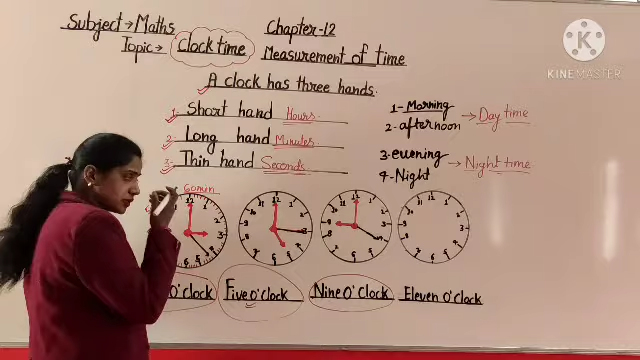 Subject → Maths
Chapter-12
Topic → Clock time
Measurement of time
A clock has three hands.
1- Short hand Hours.
2- Long hand Minutes
3- Thin hand Seconds
1- Morning
2- afternoon → Day time
3. evening
4- Night → Night time
60 min
O'Clock
Five O'Clock
Nine O'Clock
Eleven O'Clock
K
KINEMASTER